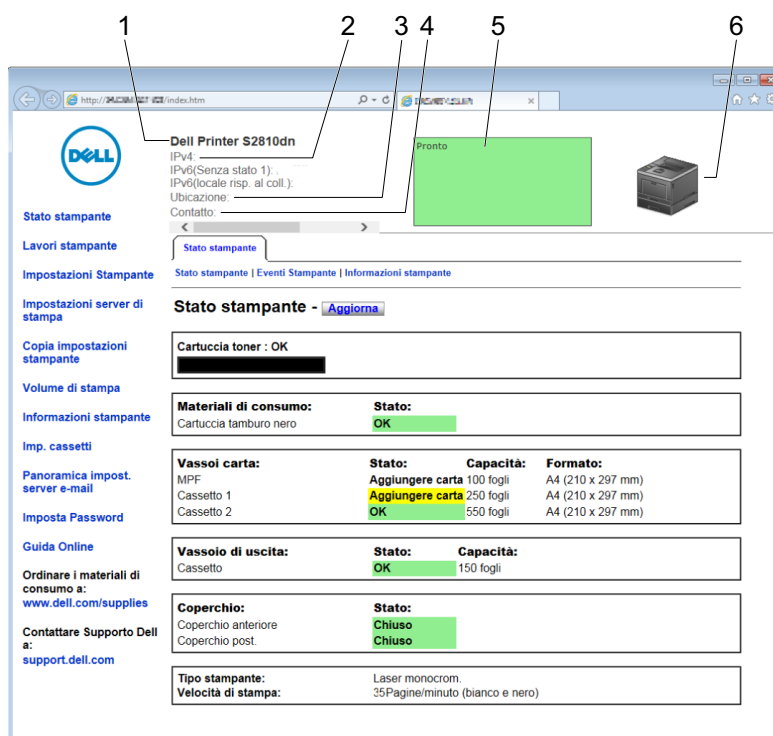 1 2 3 4 5 6
http:// /index.htm
DELL
Dell Printer S2810dn
IPv4:
IPv6(Senza stato 1): .
IPv6(locale risp. al coll.):
Ubicazione:
Contatto:
Pronto
Stato stampante
Lavori stampante
Impostazioni Stampante
Impostazioni server di
stampa
Copia impostazioni
stampante
Volume di stampa
Informazioni stampante
Imp. cassetti
Panoramica impost.
server e-mail
Imposta Password
Guida Online
Ordinare i materiali di
consumo a:
www.dell.com/supplies
Contattare Supporto Dell
a:
support.dell.com
Stato stampante
Stato stampante | Eventi Stampante | Informazioni stampante
Stato stampante - Aggiorna
Cartuccia toner : OK
Materiali di consumo: Stato:
Cartuccia tamburo nero OK
Vassoi carta: Stato: Capacità: Formato:
MPF Aggiungere carta 100 fogli A4 (210 x 297 mm)
Cassetto 1 Aggiungere carta 250 fogli A4 (210 x 297 mm)
Cassetto 2 OK 550 fogli A4 (210 x 297 mm)
Vassoio di uscita: Stato: Capacità:
Cassetto OK 150 fogli
Coperchio: Stato:
Coperchio anteriore Chiuso
Coperchio post. Chiuso
Tipo stampante: Laser monocrom.
Velocità di stampa: 35Pagine/minuto (bianco e nero)